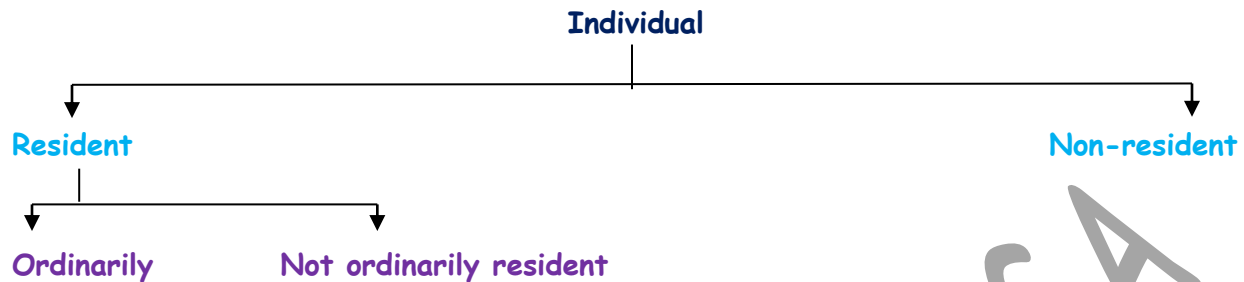 Individual
Resident Non-resident
Ordinarily Not ordinarily resident